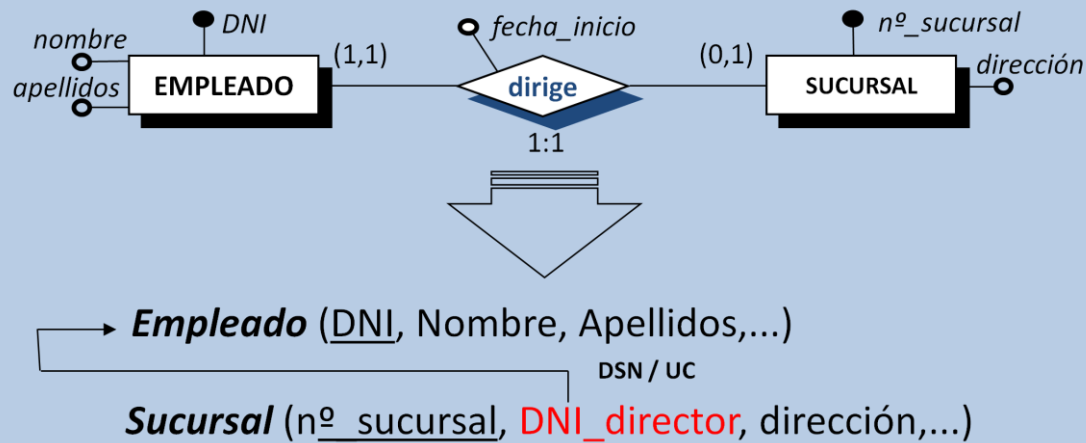 DNI
fecha_inicio
nº_sucursal
nombre
apellidos
EMPLEADO
(1,1)
dirige
(0,1)
SUCURSAL
dirección
1:1
Empleado (DNI, Nombre, Apellidos,...)
DSN / UC
Sucursal (nº_sucursal, DNI_director, dirección,...)